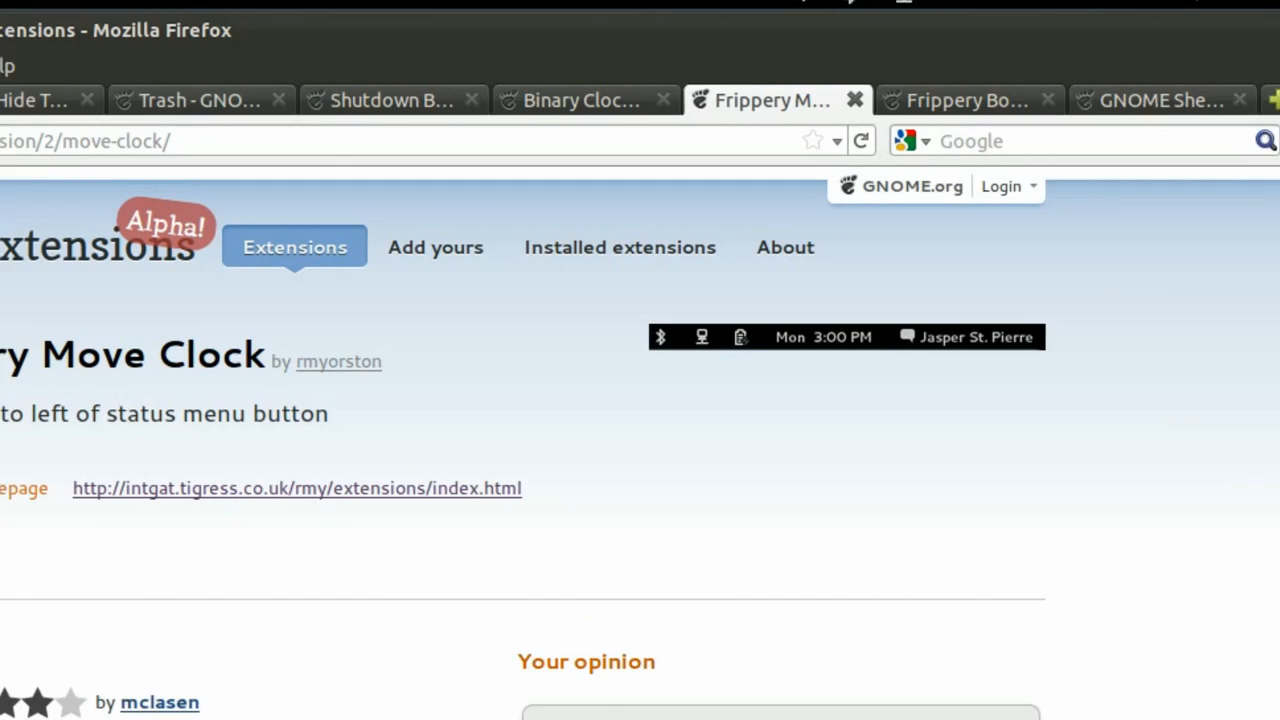 tensions - Mozilla Firefox
lp
Hide T... Trash - GNO... Shutdown B... Binary Cloc... Frippery M... Frippery Bo... GNOME She...
sion/2/move-clock/ Google
GNOME.org Login
xtensions Alpha! Extensions Add yours Installed extensions About
Mon 3:00 PM Jasper St. Pierre
ry Move Clock by rmyorston
to left of status menu button
epage http://intgat.tigress.co.uk/rmy/extensions/index.html
Your opinion
by mclasen